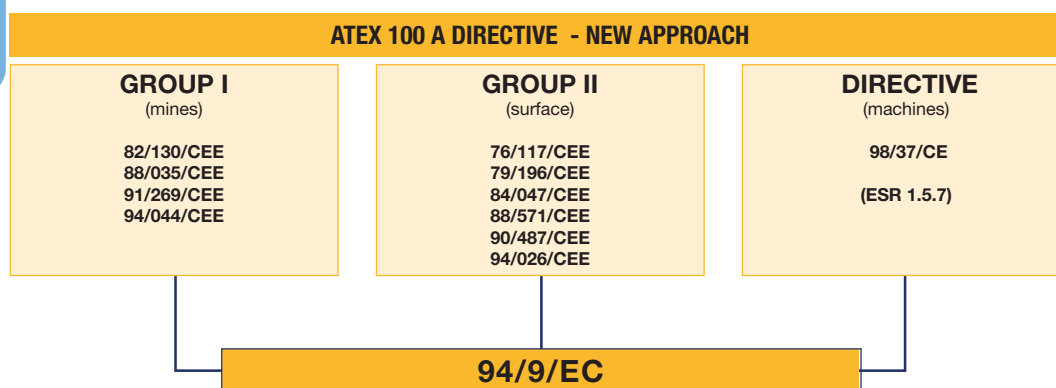 ATEX 100 A DIRECTIVE - NEW APPROACH
GROUP I
(mines)
82/130/CEE
88/035/CEE
91/269/CEE
94/044/CEE
GROUP II
(surface)
76/117/CEE
79/196/CEE
84/047/CEE
88/571/CEE
90/487/CEE
94/026/CEE
DIRECTIVE
(machines)
98/37/CE
(ESR 1.5.7)
94/9/EC